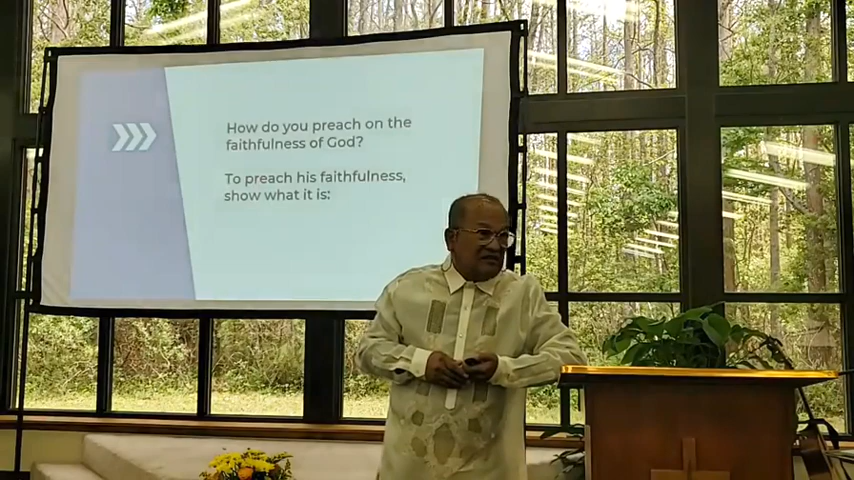 How do you preach on the
faithfulness of God?
To preach his faithfulness,
show what it is: